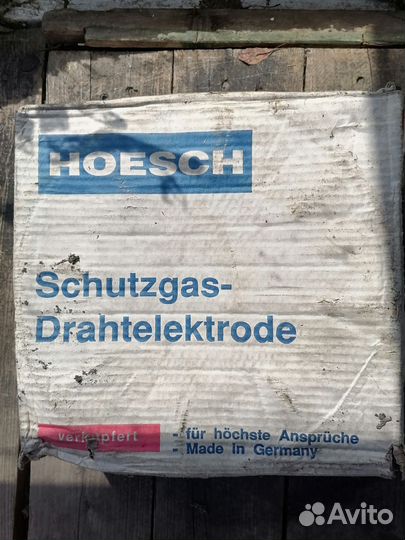 HOESCH
Schutzgas-
Drahtelektrode
verkupfert
- für höchste Ansprüche
- Made in Germany
Avito